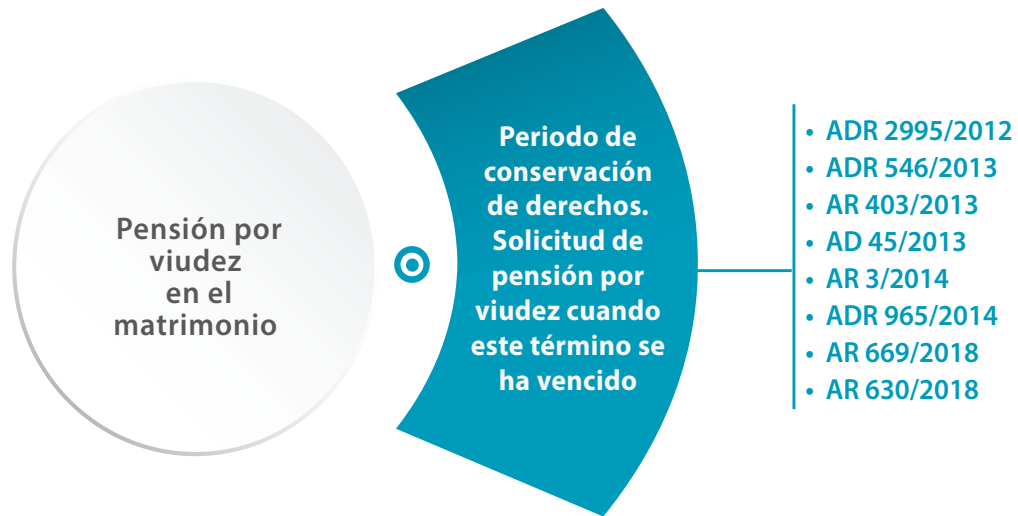 Pensión por
viudez
en el
matrimonio
Periodo de
conservación
de derechos.
Solicitud de
pensión por
viudez cuando
este término se
ha vencido
• ADR 2995/2012
• ADR 546/2013
• AR 403/2013
• AD 45/2013
• AR 3/2014
• ADR 965/2014
• AR 669/2018
• AR 630/2018